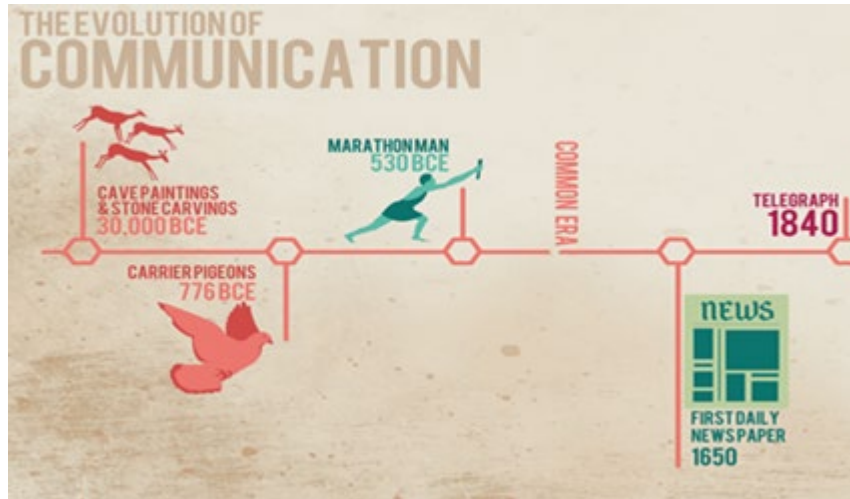 THE EVOLUTION OF
COMMUNICATION
CAVE PAINTINGS
& STONE CARVINGS
30,000 BCE
CARRIER PIGEONS
776 BCE
MARATHON MAN
530 BCE
COMMON ERA
NEWS
FIRST DAILY
NEWSPAPER
1650
TELEGRAPH
1840